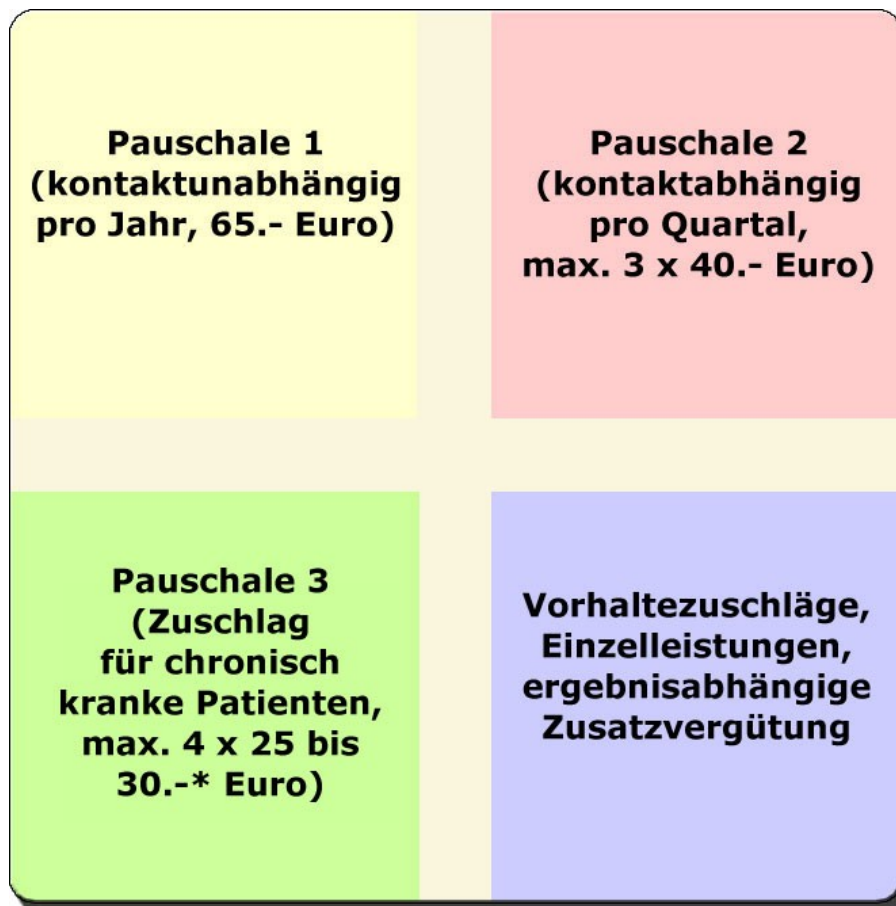 Pauschale 1
(kontaktunabhängig
pro Jahr, 65.- Euro)
Pauschale 2
(kontaktabhängig
pro Quartal,
max. 3 x 40.- Euro)
Pauschale 3
(Zuschlag
für chronisch
kranke Patienten,
max. 4 x 25 bis
30.-* Euro)
Vorhaltezuschläge,
Einzelleistungen,
ergebnisabhängige
Zusatzvergütung